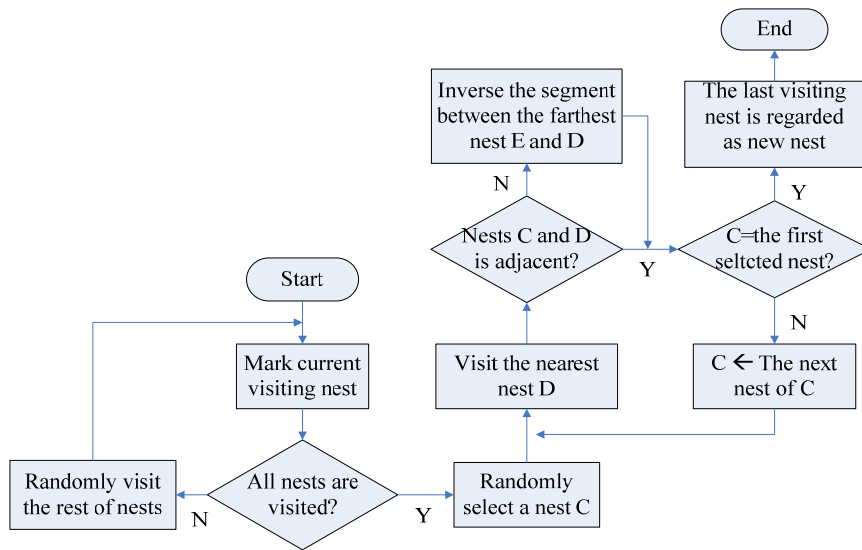 End
Inverse the segment
between the farthest
nest E and D
The last visiting
nest is regarded
as new nest
N
Y
Nests C and D
is adjacent?
Y
C=the first
seltcted nest?
Start
N
Mark current
visiting nest
Visit the nearest
nest D
C ← The next
nest of C
Randomly visit
the rest of nests
N
All nests are
visited?
Y
Randomly
select a nest C